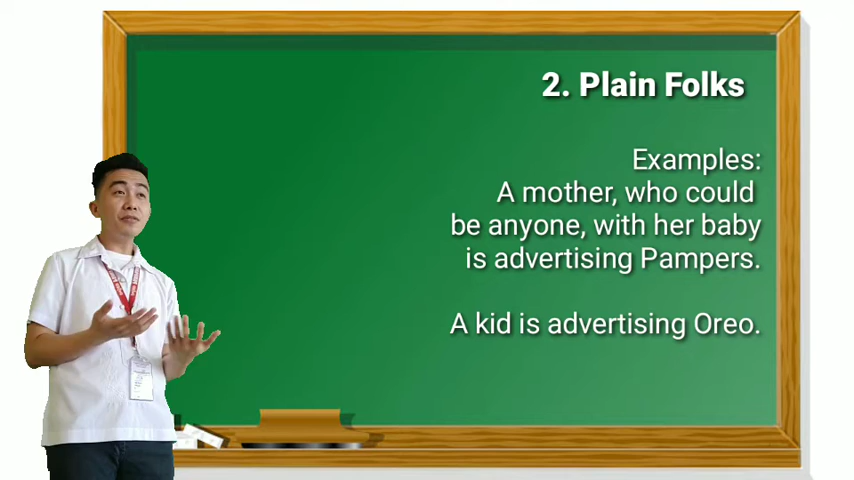 2. Plain Folks
Examples:
A mother, who could
be anyone, with her baby
is advertising Pampers.
A kid is advertising Oreo.